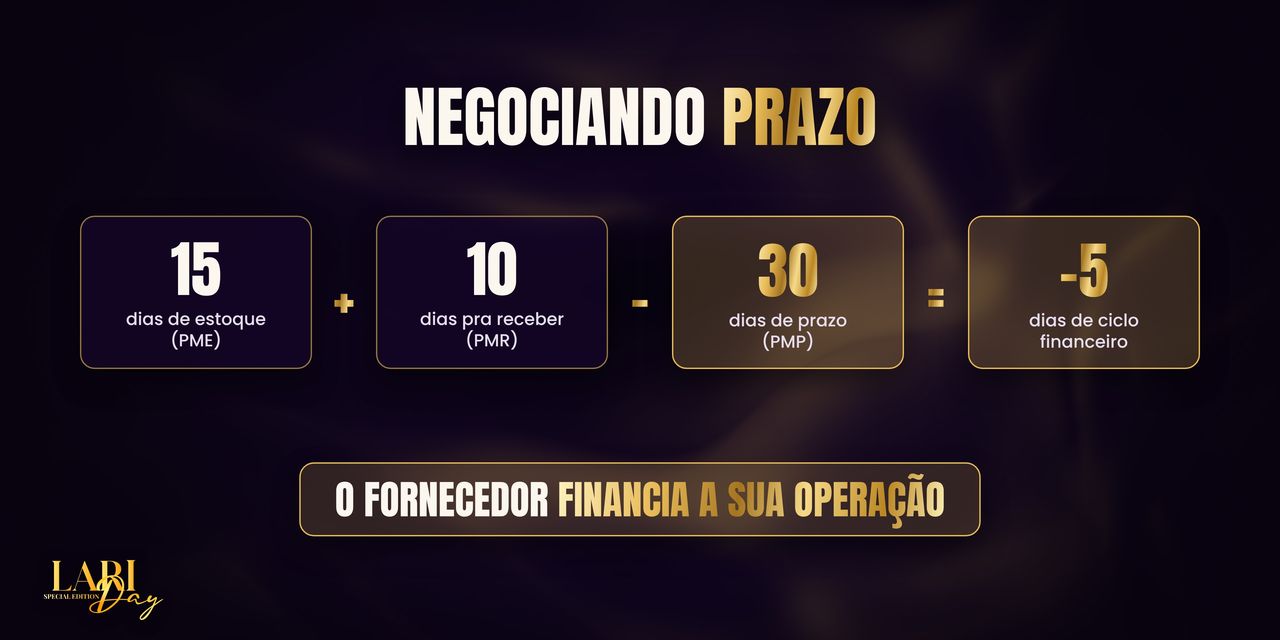 NEGOCIANDO PRAZO
15
dias de estoque
(PME)
+
10
dias pra receber
(PMR)
-
30
dias de prazo
(PMP)
=
-5
dias de ciclo
financeiro
O FORNECEDOR FINANCIA A SUA OPERAÇÃO
LARI
SPECIAL EDITION
Day